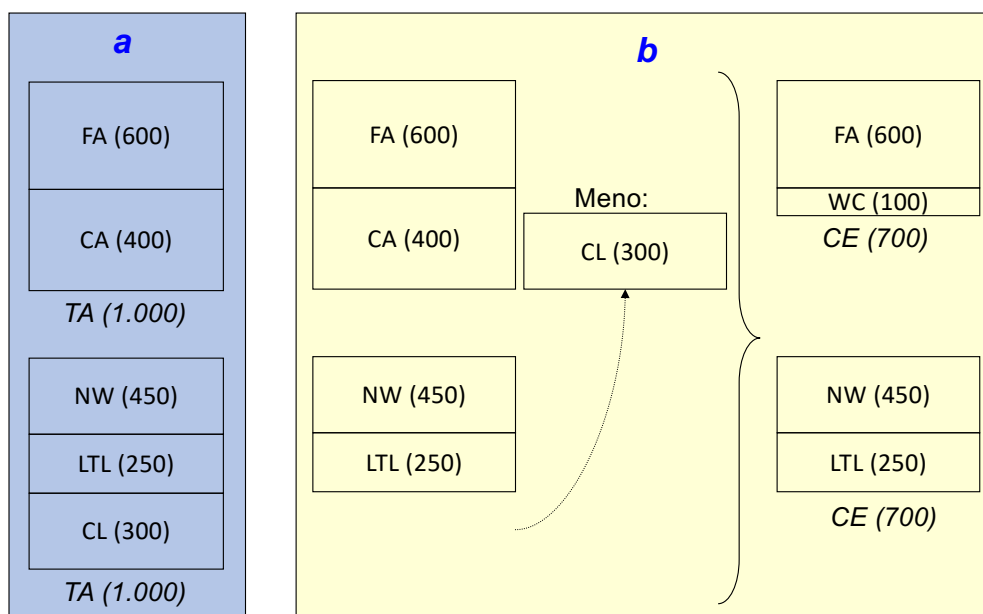 a
FA (600)
CA (400)
TA (1.000)
NW (450)
LTL (250)
CL (300)
TA (1.000)
b
FA (600)
CA (400)
Meno:
CL (300)
NW (450)
LTL (250)
FA (600)
WC (100)
CE (700)
NW (450)
LTL (250)
CE (700)